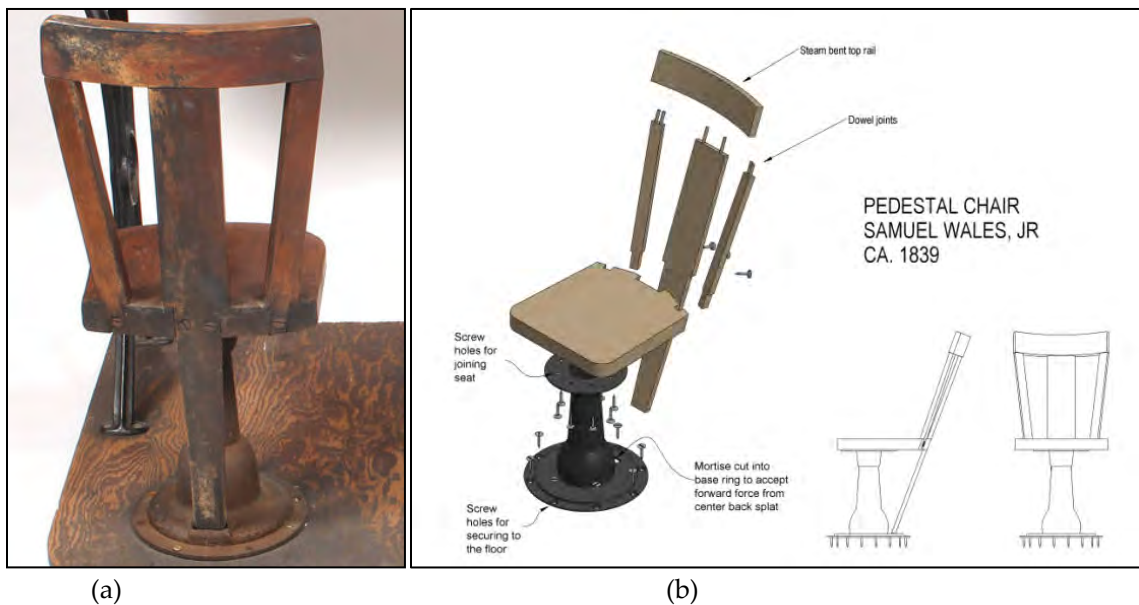 Steam bent top rail
Dowel joints
PEDESTAL CHAIR
SAMUEL WALES, JR
CA. 1839
Screw
holes for
joining
seat
Mortise cut into
base ring to accept
forward force from
center back splat
Screw
holes for
securing to
the floor
(a)
(b)